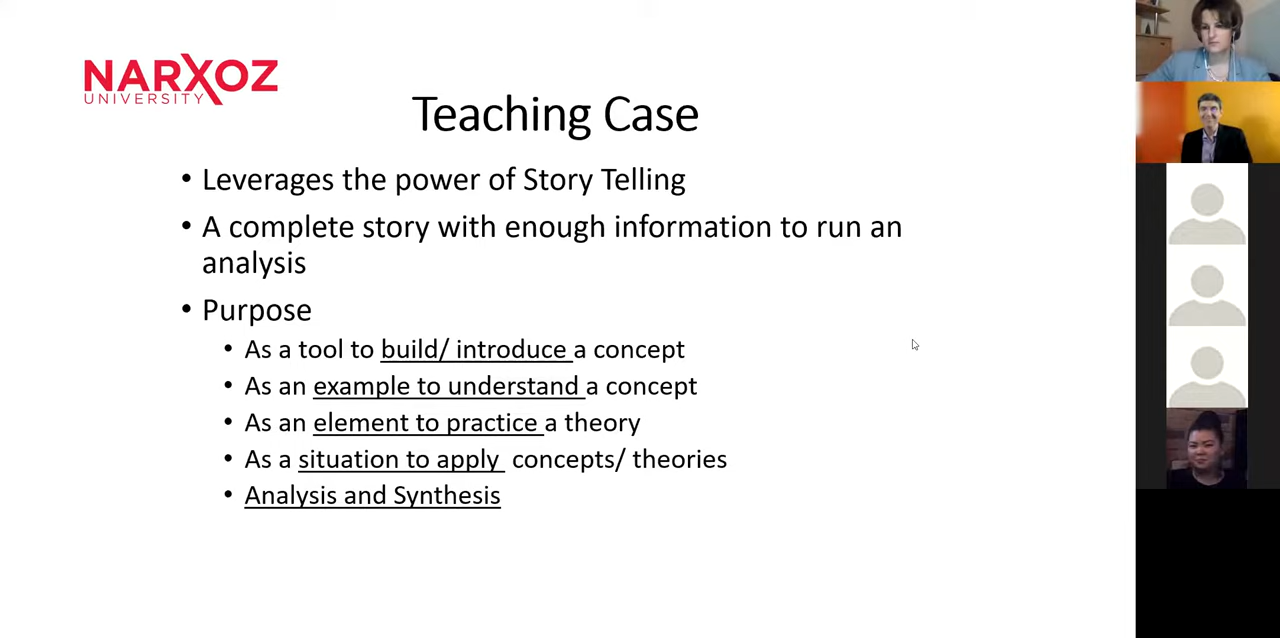 NARXOZ
UNIVERSITY
Teaching Case
• Leverages the power of Story Telling
• A complete story with enough information to run an
analysis
• Purpose
• As a tool to build/ introduce a concept
• As an example to understand a concept
• As an element to practice a theory
• As a situation to apply  concepts/ theories
• Analysis and Synthesis